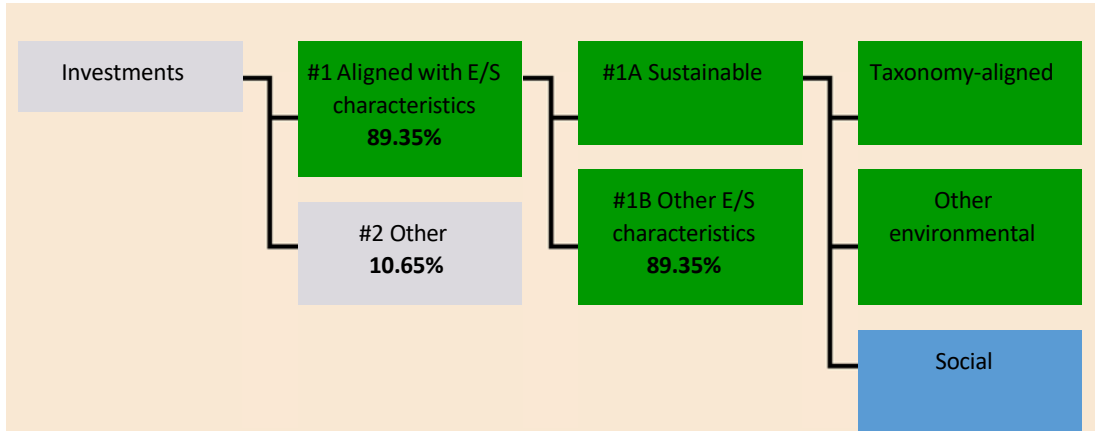 Investments
#1 Aligned with E/S
characteristics
89.35%
#2 Other
10.65%
#1A Sustainable
#1B Other E/S
characteristics
89.35%
Taxonomy-aligned
Other
environmental
Social